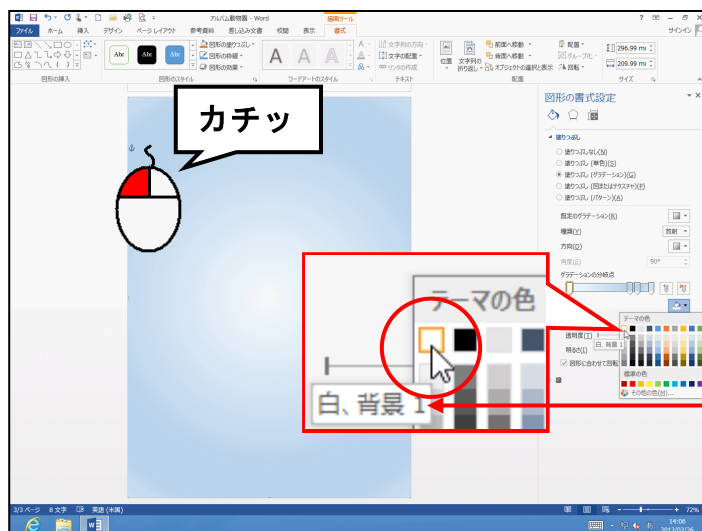 アルバム動物園 - Word
描画ツール
サインイン
ファイル ホーム 挿入 デザイン ページレイアウト 参考資料 差し込み文書 校閲 表示 書式
Abc Abc Abc
図形の塗りつぶし
図形の枠線
図形の効果
A A A
文字列の方向
文字の配置
リンクの作成
位置
文字列の
折り返し
前面へ移動
背面へ移動
オブジェクトの選択と表示
配置
グループ化
回転
296.99 mi
209.99 mi
図形の挿入 図形のスタイル ワードアートのスタイル テキスト 配置 サイズ
カチッ
図形の書式設定
塗りつぶし
塗りつぶしなし(N)
塗りつぶし (単色)(S)
塗りつぶし (グラデーション)(G)
塗りつぶし (図またはテクスチャ)(P)
塗りつぶし (パターン)(A)
既定のグラデーション(R)
種類(Y) 放射
方向(D)
角度(E) 90°
グラデーションの分岐点
テーマの色
透明度(T)
白、背景 1
明るさ(I)
図形に合わせて回転
標準の色
その他の色(M)...
線
テーマの色
白、背景 1
3/3 ページ 8 文字 英語 (米国) 72%
14:06
2013/02/26